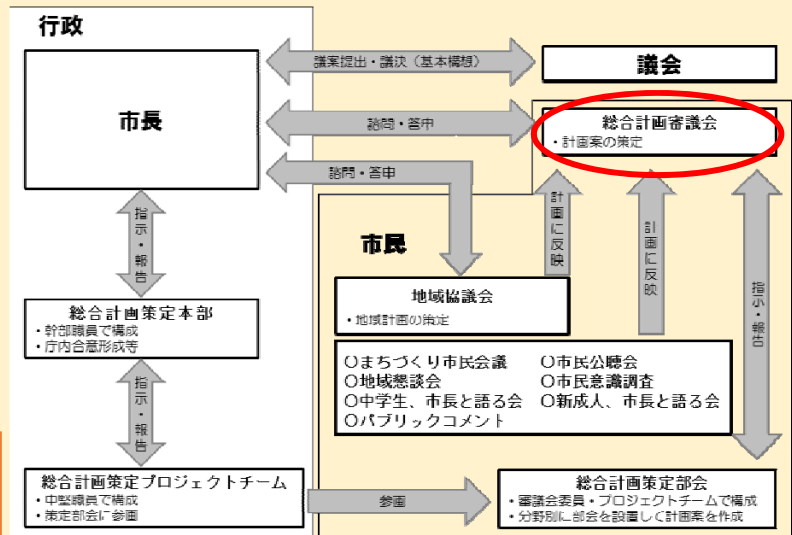 行政
議案提出・議決（基本構想）
議会
市長
諮問・答申
総合計画審議会
・計画案の策定
諮問・答申
指示・報告
計画に反映
計画に反映
指示・報告
市民
地域協議会
・地域計画の策定
総合計画策定本部
・幹部職員で構成
・庁内合意形成等
〇まちづくり市民会議
〇市民公聴会
〇地域懇談会
〇市民意識調査
〇中学生、市長と語る会
〇新成人、市長と語る会
〇パブリックコメント
指示・報告
総合計画策定プロジェクトチーム
・中堅職員で構成
・策定部会に参画
参画
総合計画策定部会
・審議会委員・プロジェクトチームで構成
・分野別に部会を設置して計画案を作成